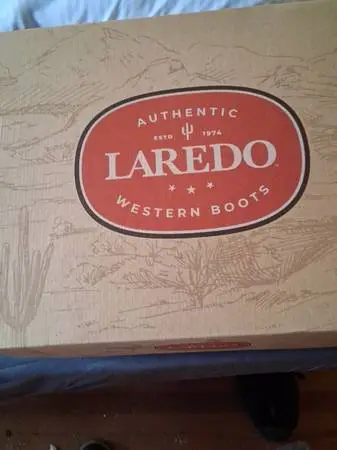 AUTHENTIC
ESTD 1974
LAREDO
WESTERN BOOTS